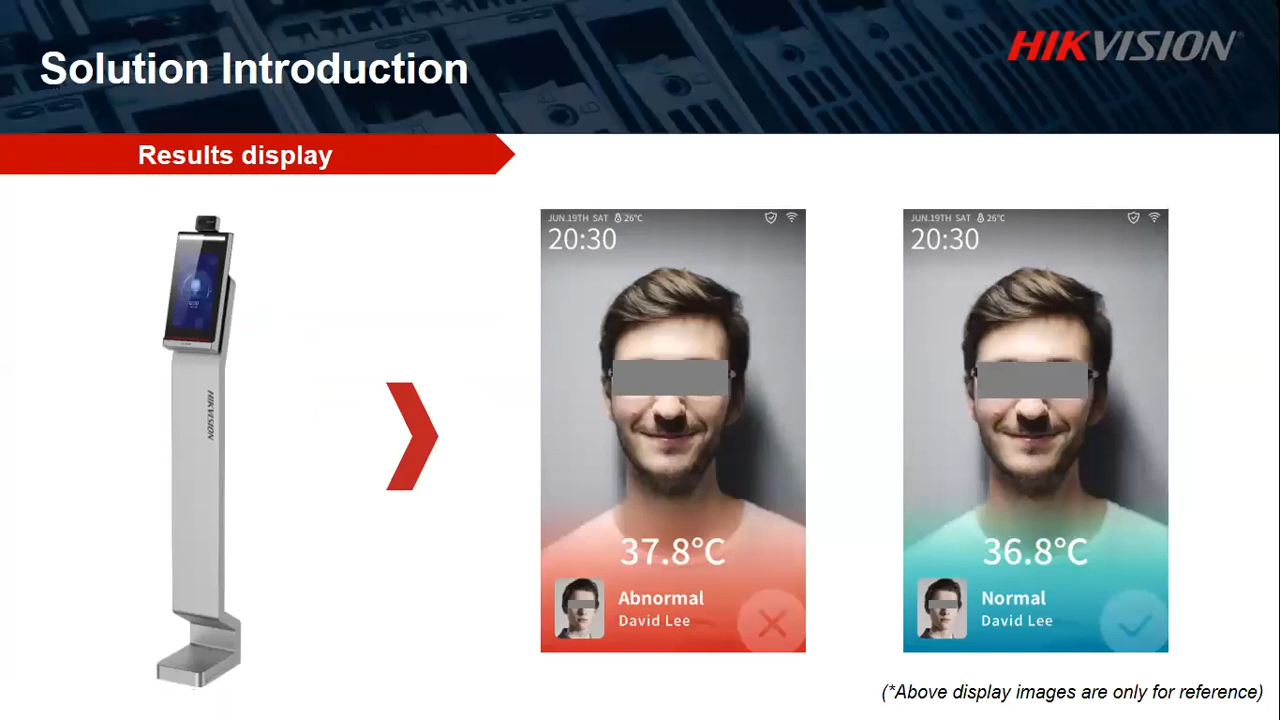 Solution Introduction
HIKVISION
Results display
HIKVISION
JUN.19TH SAT 26°C
20:30
37.8°C
Abnormal
David Lee
JUN.19TH SAT 26°C
20:30
36.8°C
Normal
David Lee
(*Above display images are only for reference)